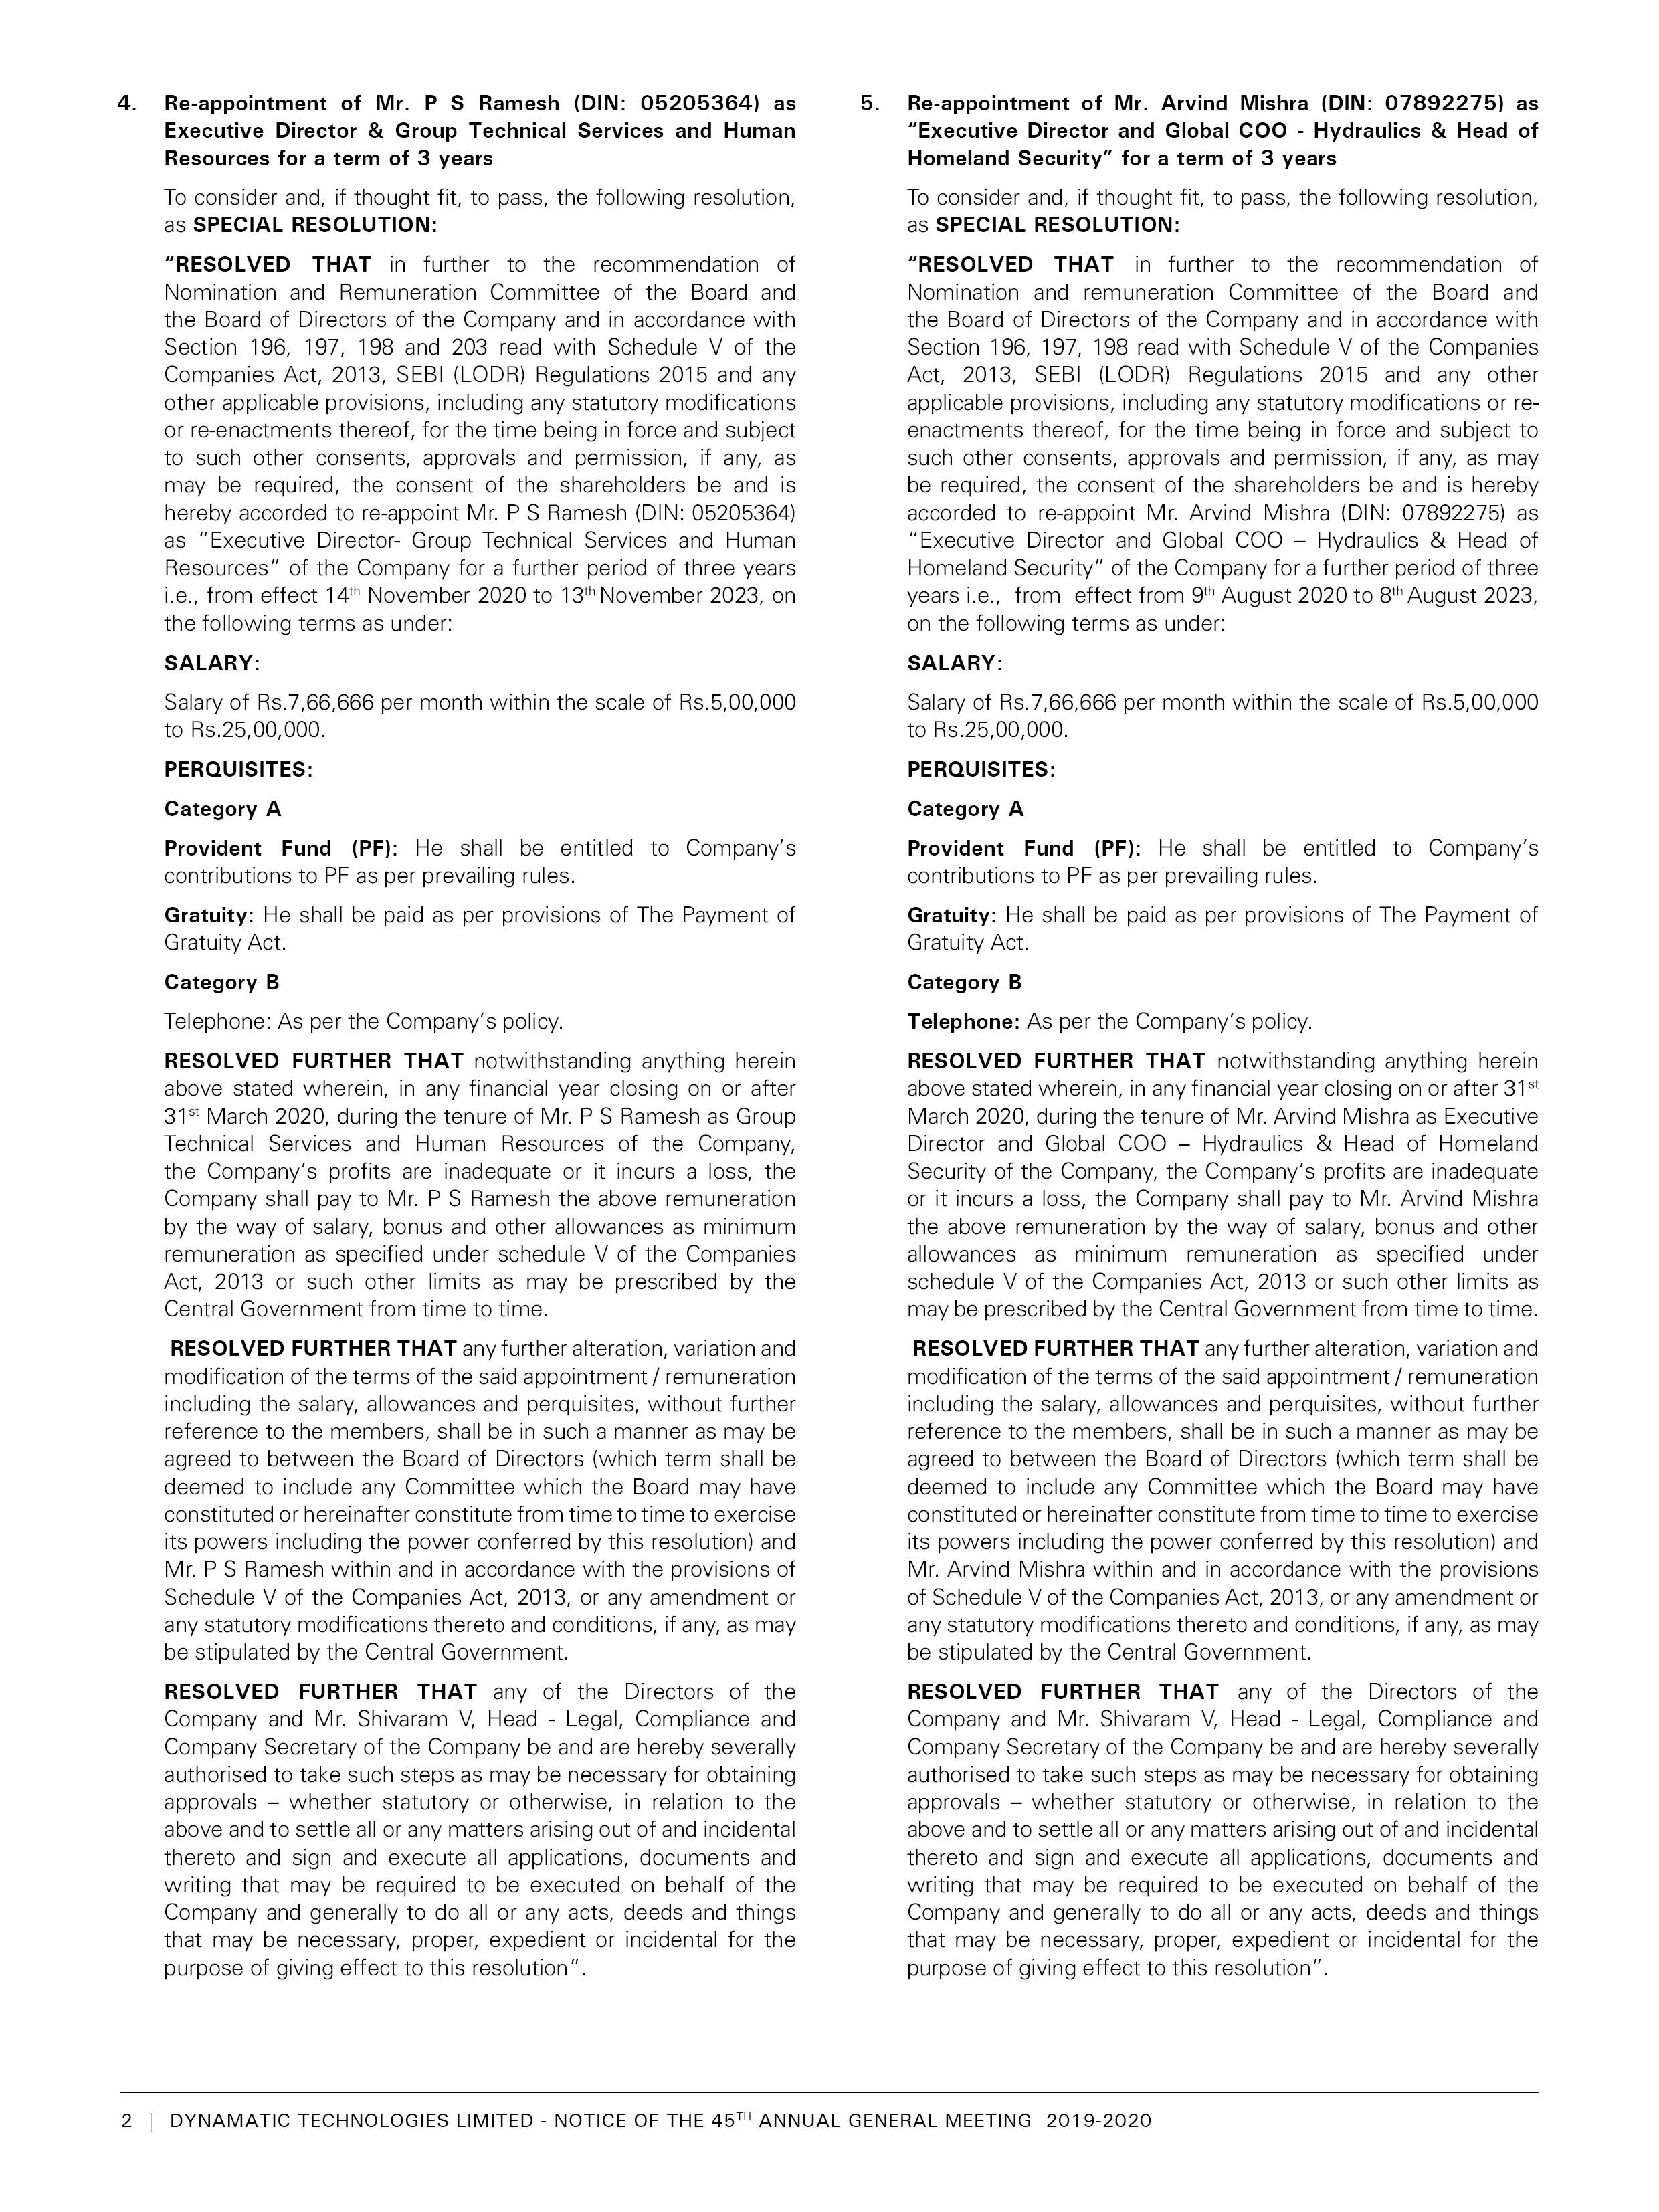 4. Re-appointment of Mr. P S Ramesh (DIN: 05205364) as
Executive Director & Group Technical Services and Human
Resources for a term of 3 years
To consider and, if thought fit, to pass, the following resolution,
as SPECIAL RESOLUTION:
“RESOLVED THAT in further to the recommendation of
Nomination and Remuneration Committee of the Board and
the Board of Directors of the Company and in accordance with
Section 196, 197, 198 and 203 read with Schedule V of the
Companies Act, 2013, SEBI (LODR) Regulations 2015 and any
other applicable provisions, including any statutory modifications
or re-enactments thereof, for the time being in force and subject
to such other consents, approvals and permission, if any, as
may be required, the consent of the shareholders be and is
hereby accorded to re-appoint Mr. P S Ramesh (DIN: 05205364)
as “Executive Director- Group Technical Services and Human
Resources” of the Company for a further period of three years
i.e., from effect 14th November 2020 to 13th November 2023, on
the following terms as under:
SALARY:
Salary of Rs.7,66,666 per month within the scale of Rs.5,00,000
to Rs.25,00,000.
PERQUISITES:
Category A
Provident Fund (PF): He shall be entitled to Company’s
contributions to PF as per prevailing rules.
Gratuity: He shall be paid as per provisions of The Payment of
Gratuity Act.
Category B
Telephone: As per the Company’s policy.
RESOLVED FURTHER THAT notwithstanding anything herein
above stated wherein, in any financial year closing on or after
31st March 2020, during the tenure of Mr. P S Ramesh as Group
Technical Services and Human Resources of the Company,
the Company’s profits are inadequate or it incurs a loss, the
Company shall pay to Mr. P S Ramesh the above remuneration
by the way of salary, bonus and other allowances as minimum
remuneration as specified under schedule V of the Companies
Act, 2013 or such other limits as may be prescribed by the
Central Government from time to time.
RESOLVED FURTHER THAT any further alteration, variation and
modification of the terms of the said appointment / remuneration
including the salary, allowances and perquisites, without further
reference to the members, shall be in such a manner as may be
agreed to between the Board of Directors (which term shall be
deemed to include any Committee which the Board may have
constituted or hereinafter constitute from time to time to exercise
its powers including the power conferred by this resolution) and
Mr. P S Ramesh within and in accordance with the provisions of
Schedule V of the Companies Act, 2013, or any amendment or
any statutory modifications thereto and conditions, if any, as may
be stipulated by the Central Government.
RESOLVED FURTHER THAT any of the Directors of the
Company and Mr. Shivaram V, Head - Legal, Compliance and
Company Secretary of the Company be and are hereby severally
authorised to take such steps as may be necessary for obtaining
approvals – whether statutory or otherwise, in relation to the
above and to settle all or any matters arising out of and incidental
thereto and sign and execute all applications, documents and
writing that may be required to be executed on behalf of the
Company and generally to do all or any acts, deeds and things
that may be necessary, proper, expedient or incidental for the
purpose of giving effect to this resolution”.
5. Re-appointment of Mr. Arvind Mishra (DIN: 07892275) as
“Executive Director and Global COO - Hydraulics & Head of
Homeland Security” for a term of 3 years
To consider and, if thought fit, to pass, the following resolution,
as SPECIAL RESOLUTION:
“RESOLVED THAT in further to the recommendation of
Nomination and remuneration Committee of the Board and
the Board of Directors of the Company and in accordance with
Section 196, 197, 198 read with Schedule V of the Companies
Act, 2013, SEBI (LODR) Regulations 2015 and any other
applicable provisions, including any statutory modifications or re-
enactments thereof, for the time being in force and subject to
such other consents, approvals and permission, if any, as may
be required, the consent of the shareholders be and is hereby
accorded to re-appoint Mr. Arvind Mishra (DIN: 07892275) as
“Executive Director and Global COO – Hydraulics & Head of
Homeland Security” of the Company for a further period of three
years i.e., from effect from 9th August 2020 to 8th August 2023,
on the following terms as under:
SALARY:
Salary of Rs.7,66,666 per month within the scale of Rs.5,00,000
to Rs.25,00,000.
PERQUISITES:
Category A
Provident Fund (PF): He shall be entitled to Company’s
contributions to PF as per prevailing rules.
Gratuity: He shall be paid as per provisions of The Payment of
Gratuity Act.
Category B
Telephone: As per the Company’s policy.
RESOLVED FURTHER THAT notwithstanding anything herein
above stated wherein, in any financial year closing on or after 31st
March 2020, during the tenure of Mr. Arvind Mishra as Executive
Director and Global COO – Hydraulics & Head of Homeland
Security of the Company, the Company’s profits are inadequate
or it incurs a loss, the Company shall pay to Mr. Arvind Mishra
the above remuneration by the way of salary, bonus and other
allowances as minimum remuneration as specified under
schedule V of the Companies Act, 2013 or such other limits as
may be prescribed by the Central Government from time to time.
RESOLVED FURTHER THAT any further alteration, variation and
modification of the terms of the said appointment / remuneration
including the salary, allowances and perquisites, without further
reference to the members, shall be in such a manner as may be
agreed to between the Board of Directors (which term shall be
deemed to include any Committee which the Board may have
constituted or hereinafter constitute from time to time to exercise
its powers including the power conferred by this resolution) and
Mr. Arvind Mishra within and in accordance with the provisions
of Schedule V of the Companies Act, 2013, or any amendment or
any statutory modifications thereto and conditions, if any, as may
be stipulated by the Central Government.
RESOLVED FURTHER THAT any of the Directors of the
Company and Mr. Shivaram V, Head - Legal, Compliance and
Company Secretary of the Company be and are hereby severally
authorised to take such steps as may be necessary for obtaining
approvals – whether statutory or otherwise, in relation to the
above and to settle all or any matters arising out of and incidental
thereto and sign and execute all applications, documents and
writing that may be required to be executed on behalf of the
Company and generally to do all or any acts, deeds and things
that may be necessary, proper, expedient or incidental for the
purpose of giving effect to this resolution”.
2 | DYNAMATIC TECHNOLOGIES LIMITED - NOTICE OF THE 45TH ANNUAL GENERAL MEETING 2019-2020